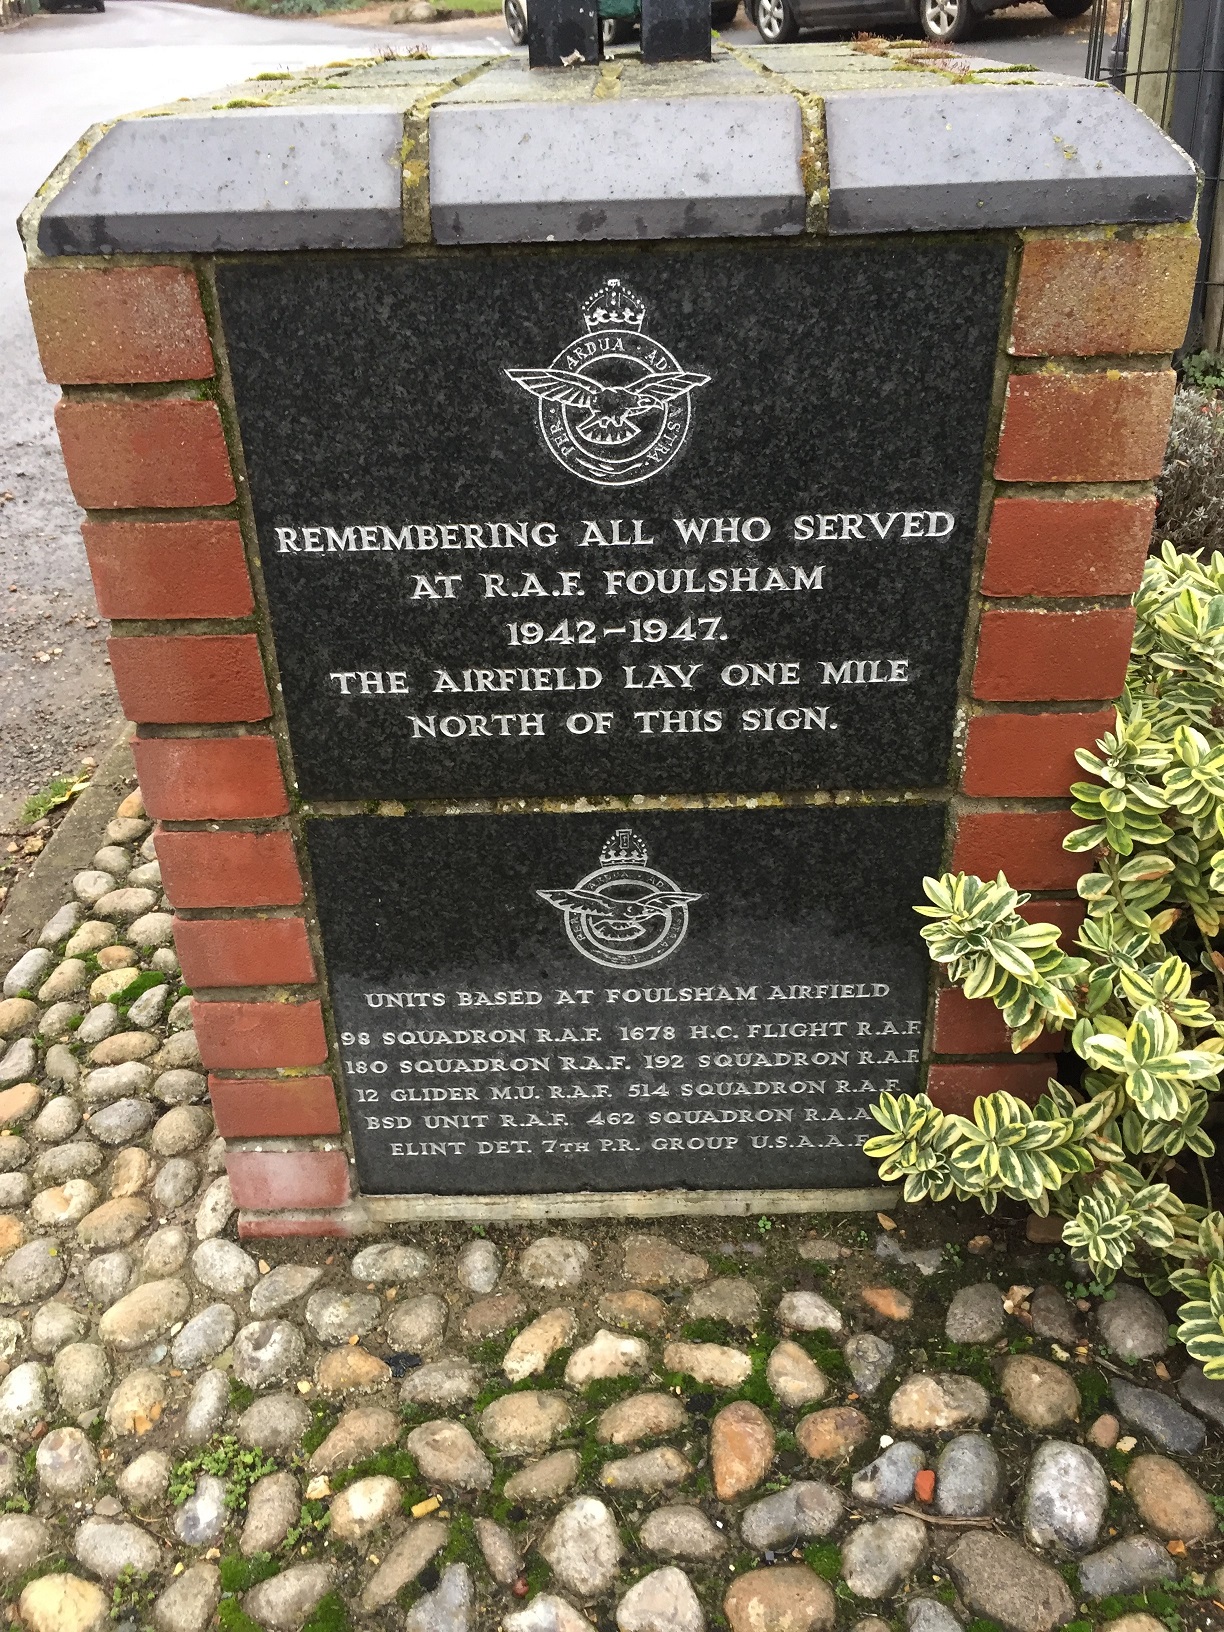 PER · ARDUA · AD ASTRA
REMEMBERING ALL WHO SERVED
AT R.A.F. FOULSHAM
1942-1947.
THE AIRFIELD LAY ONE MILE
NORTH OF THIS SIGN.
ARDUA · AD
UNITS BASED AT FOULSHAM AIRFIELD
98 SQUADRON R.A.F. 1678 H.C. FLIGHT R.A.F.
180 SQUADRON R.A.F. 192 SQUADRON R.A.F.
12 GLIDER M.U. R.A.F. 514 SQUADRON R.A.F.
BSD UNIT R.A.F. 462 SQUADRON R.A.A
ELINT DET. 7TH P.R. GROUP U.S.A.A.F.